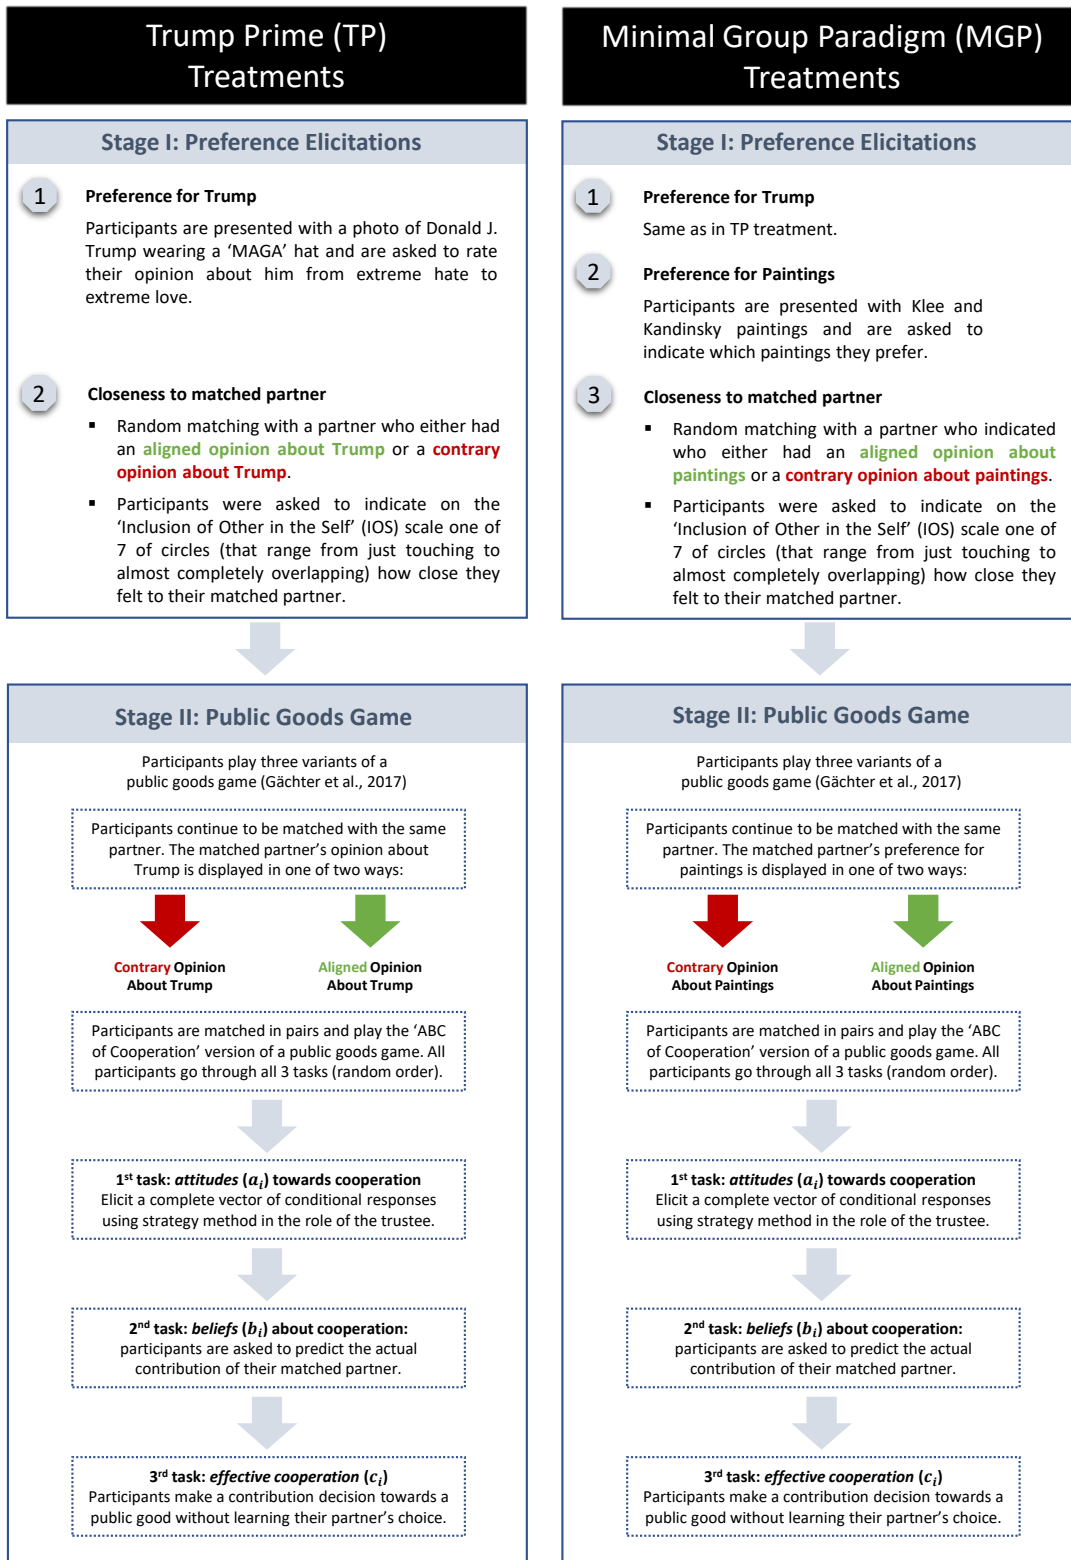 Trump Prime (TP)
Treatments
Stage I: Preference Elicitations
1
Preference for Trump
Participants are presented with a photo of Donald J.
Trump wearing a ‘MAGA’ hat and are asked to rate
their opinion about him from extreme hate to
extreme love.
2
Closeness to matched partner
▪ Random matching with a partner who either had
an aligned opinion about Trump or a contrary
opinion about Trump.
▪ Participants were asked to indicate on the
‘Inclusion of Other in the Self’ (IOS) scale one of
7 of circles (that range from just touching to
almost completely overlapping) how close they
felt to their matched partner.
Stage II: Public Goods Game
Participants play three variants of a
public goods game (Gächter et al., 2017)
Participants continue to be matched with the same
partner. The matched partner’s opinion about
Trump is displayed in one of two ways:
Contrary Opinion
About Trump
Aligned Opinion
About Trump
Participants are matched in pairs and play the ‘ABC
of Cooperation’ version of a public goods game. All
participants go through all 3 tasks (random order).
1st task: attitudes (a_i) towards cooperation
Elicit a complete vector of conditional responses
using strategy method in the role of the trustee.
2nd task: beliefs (b_i) about cooperation:
participants are asked to predict the actual
contribution of their matched partner.
3rd task: effective cooperation (c_i)
Participants make a contribution decision towards a
public good without learning their partner’s choice.
Minimal Group Paradigm (MGP)
Treatments
Stage I: Preference Elicitations
1
Preference for Trump
Same as in TP treatment.
2
Preference for Paintings
Participants are presented with Klee and
Kandinsky paintings and are asked to
indicate which paintings they prefer.
3
Closeness to matched partner
▪ Random matching with a partner who indicated
who either had an aligned opinion about
paintings or a contrary opinion about paintings.
▪ Participants were asked to indicate on the
‘Inclusion of Other in the Self’ (IOS) scale one of
7 of circles (that range from just touching to
almost completely overlapping) how close they
felt to their matched partner.
Stage II: Public Goods Game
Participants play three variants of a
public goods game (Gächter et al., 2017)
Participants continue to be matched with the same
partner. The matched partner’s preference for
paintings is displayed in one of two ways:
Contrary Opinion
About Paintings
Aligned Opinion
About Paintings
Participants are matched in pairs and play the ‘ABC
of Cooperation’ version of a public goods game. All
participants go through all 3 tasks (random order).
1st task: attitudes (a_i) towards cooperation
Elicit a complete vector of conditional responses
using strategy method in the role of the trustee.
2nd task: beliefs (b_i) about cooperation:
participants are asked to predict the actual
contribution of their matched partner.
3rd task: effective cooperation (c_i)
Participants make a contribution decision towards a
public good without learning their partner’s choice.